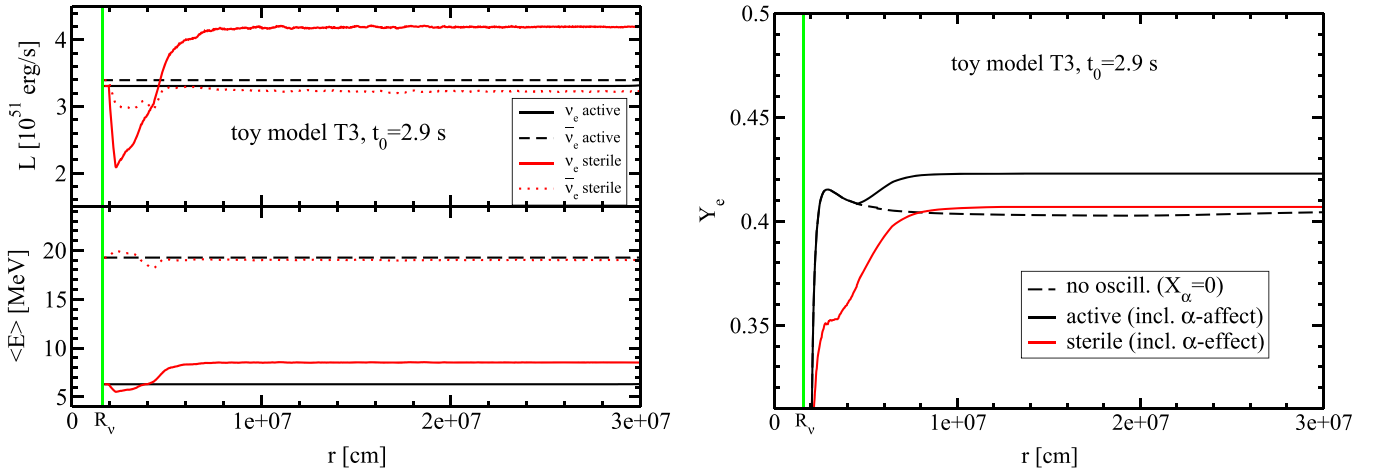 4
3
2
L [10^51 erg/s]
toy model T3, t_0=2.9 s
ν_e active
ν̄_e active
ν_e sterile
ν̄_e sterile
20
15
10
5
<E> [MeV]
0
R_ν
1e+07
2e+07
3e+07
r [cm]
0.5
0.45
0.4
0.35
Y_e
toy model T3, t_0=2.9 s
no oscill. (X_α=0)
active (incl. α-affect)
sterile (incl. α-effect)
0
R_ν
1e+07
2e+07
3e+07
r [cm]